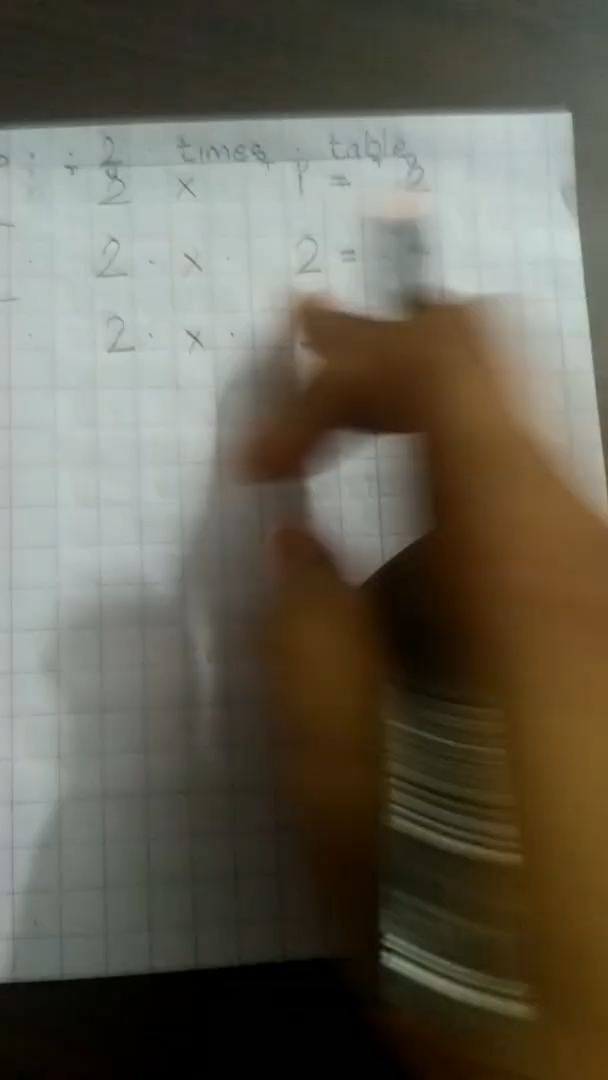 2 times table
2 x 1 = 2
2 x 2 =
2 x